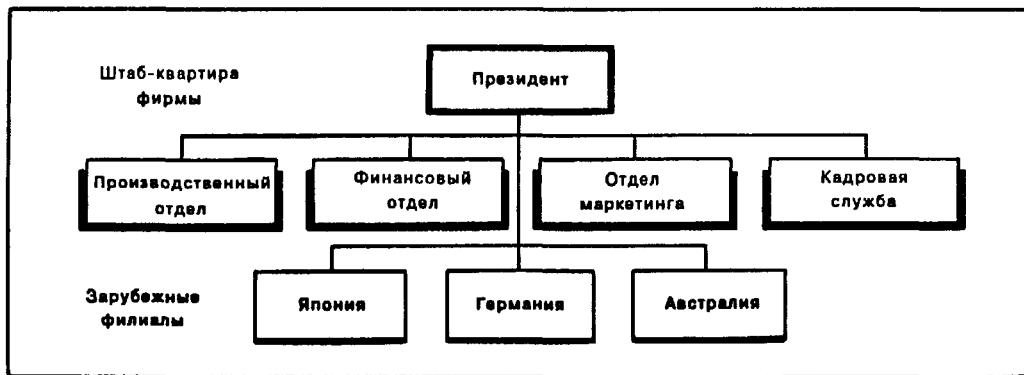 Штаб-квартира
фирмы
Президент
Производственный
отдел
Финансовый
отдел
Отдел
маркетинга
Кадровая
служба
Зарубежные
филиалы
Япония
Германия
Австралия